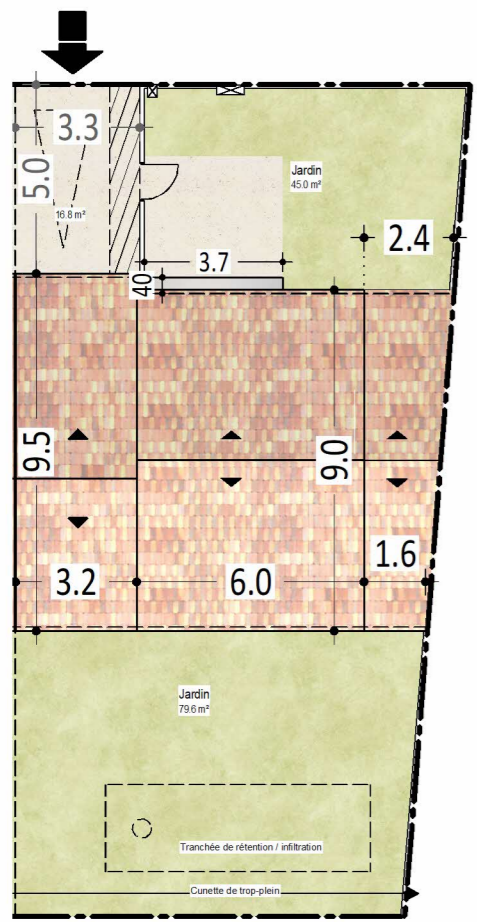 3.3
5.0
16.8 m²
Jardin
45.0 m²
2.4
3.7
40
9.5
9.0
1.6
3.2
6.0
Jardin
79.6 m²
Tranchée de rétention / infiltration
Cunette de trop-plein